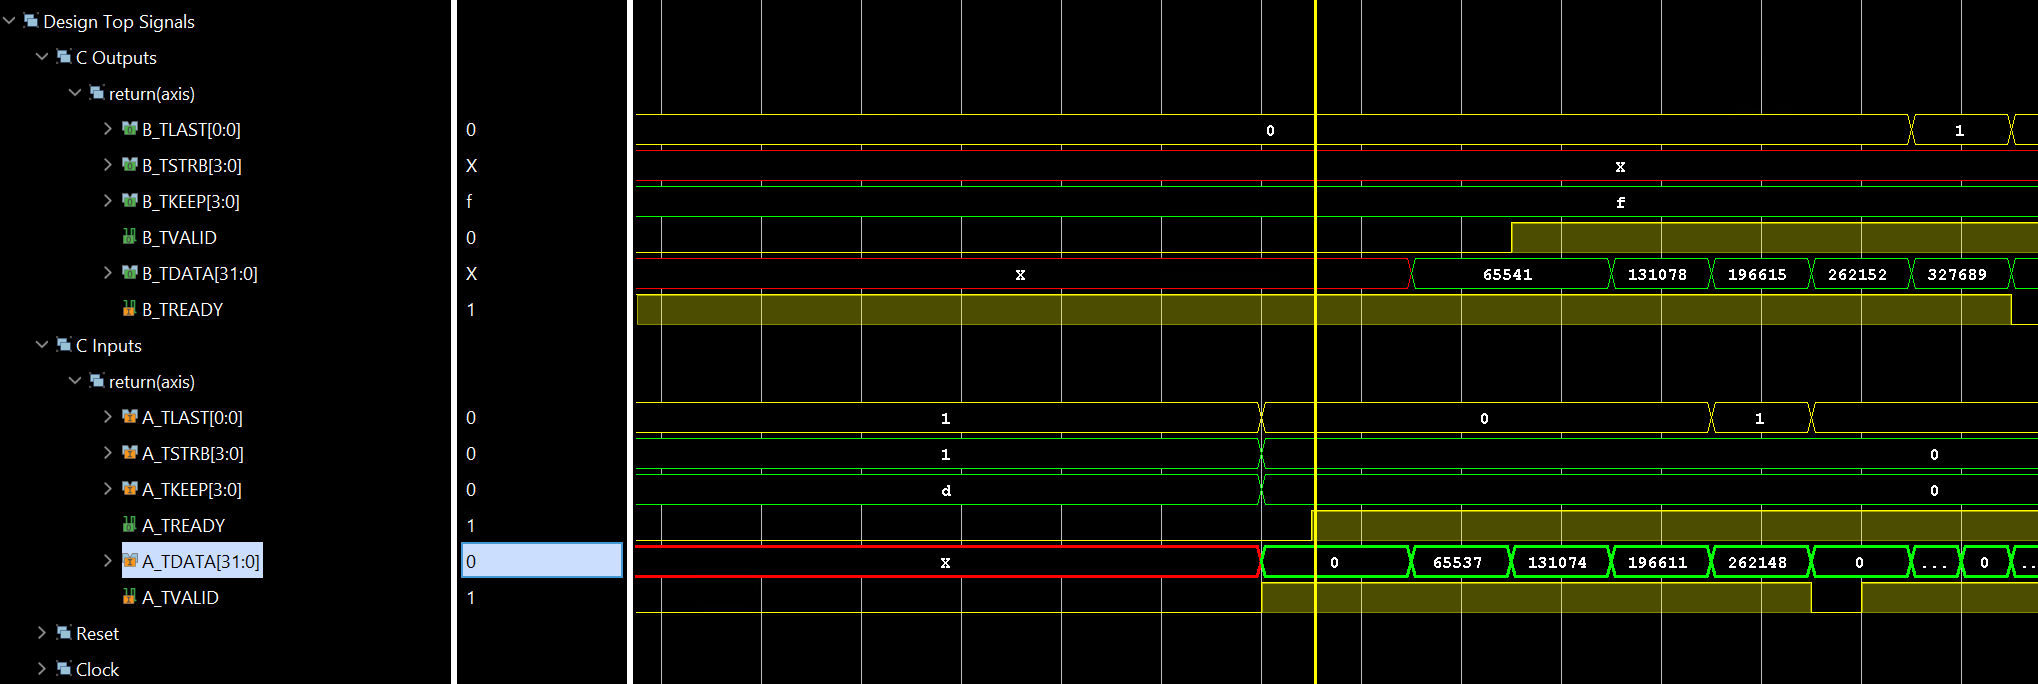 Design Top Signals
C Outputs
return(axis)
B_TLAST[0:0] 0 0 1
B_TSTRB[3:0] X X
B_TKEEP[3:0] f f
B_TVALID 0
B_TDATA[31:0] X X 65541 131078 196615 262152 327689
B_TREADY 1
C Inputs
return(axis)
A_TLAST[0:0] 0 1 0 1
A_TSTRB[3:0] 0 1 0
A_TKEEP[3:0] 0 d 0
A_TREADY 1
A_TDATA[31:0] 0 X 0 65537 131074 196611 262148 0 ... 0 ..
A_TVALID 1
Reset
Clock